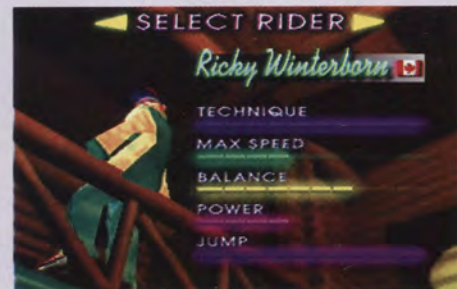 SELECT RIDER
Ricky Winterborn
TECHNIQUE
MAX SPEED
BALANCE
POWER
JUMP